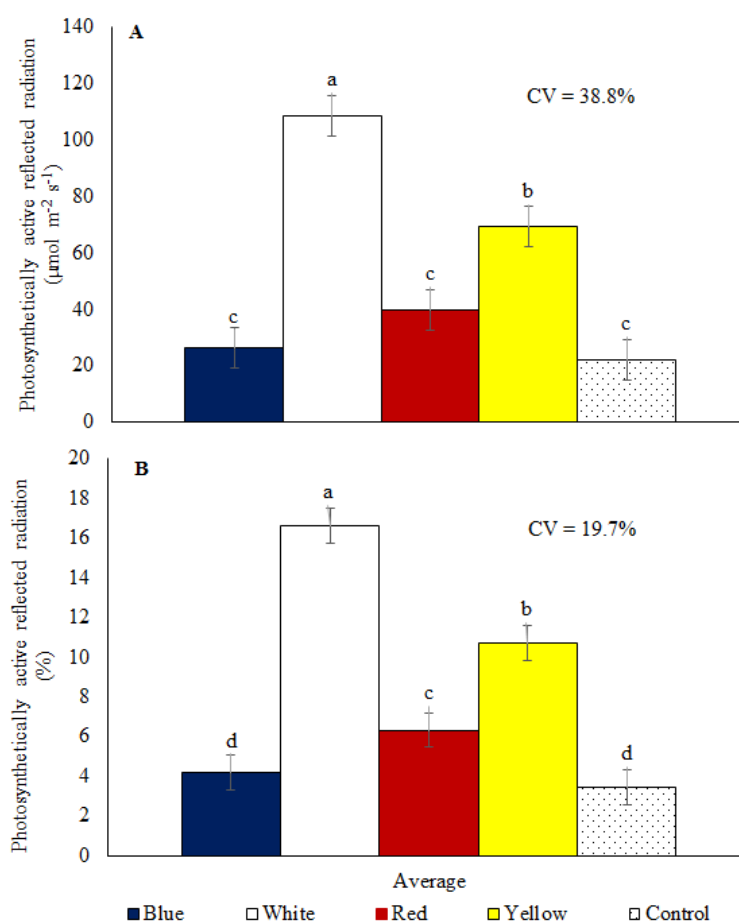 A
Photosynthetically active reflected radiation
(µmol m-2 s-1)
140
120
100
80
60
40
20
0
CV = 38.8%
c
a
c
b
c
B
Photosynthetically active reflected radiation
(%)
20
18
16
14
12
10
8
6
4
2
0
CV = 19.7%
d
a
c
b
d
Average
Blue White Red Yellow Control